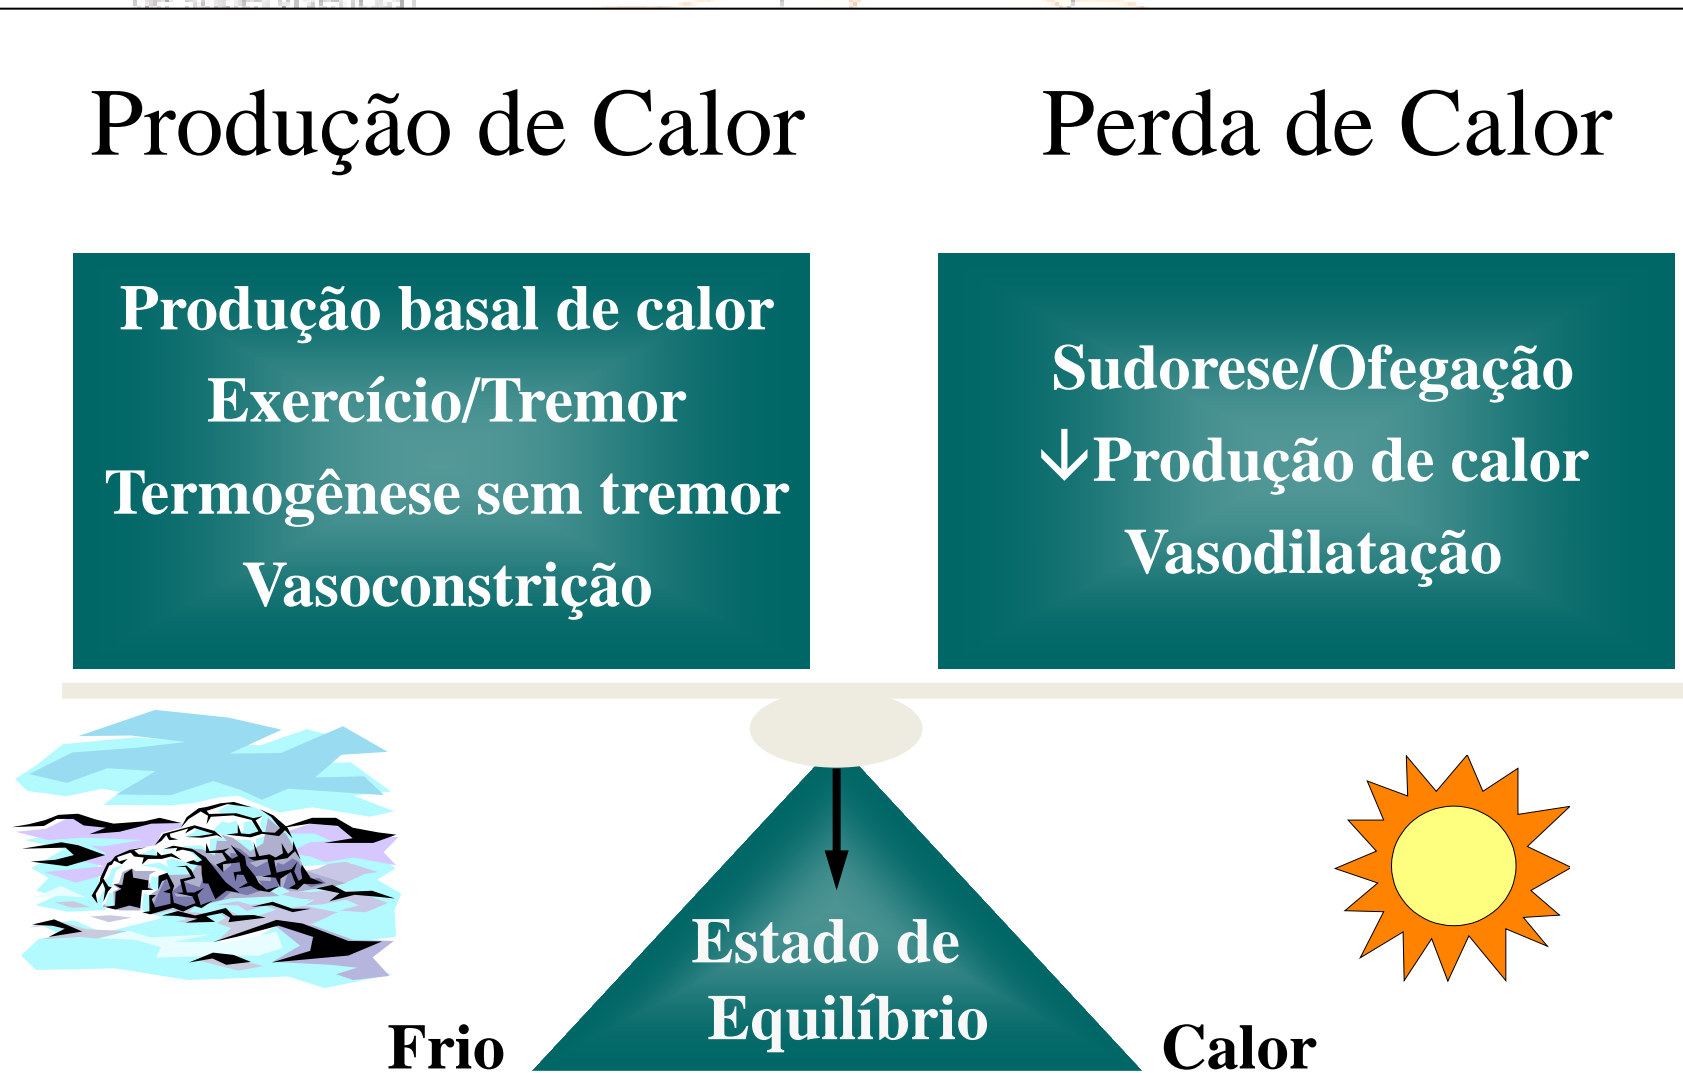 Produção de Calor
Perda de Calor
Produção basal de calor
Exercício/Tremor
Termogênese sem tremor
Vasoconstrição
Sudorese/Ofegação
↓Produção de calor
Vasodilatação
Estado de
Equilíbrio
Frio
Calor